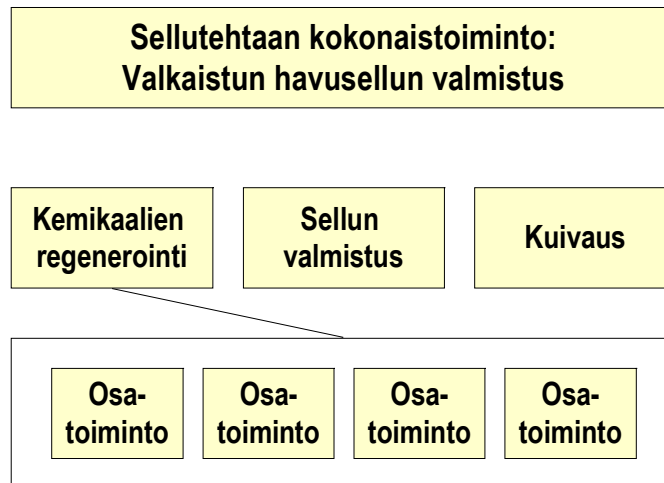 Sellutehtaan kokonaistoiminto:
Valkaistun havusellun valmistus
Kemikaalien
regenerointi
Sellun
valmistus
Kuivaus
Osa-
toiminto
Osa-
toiminto
Osa-
toiminto
Osa-
toiminto